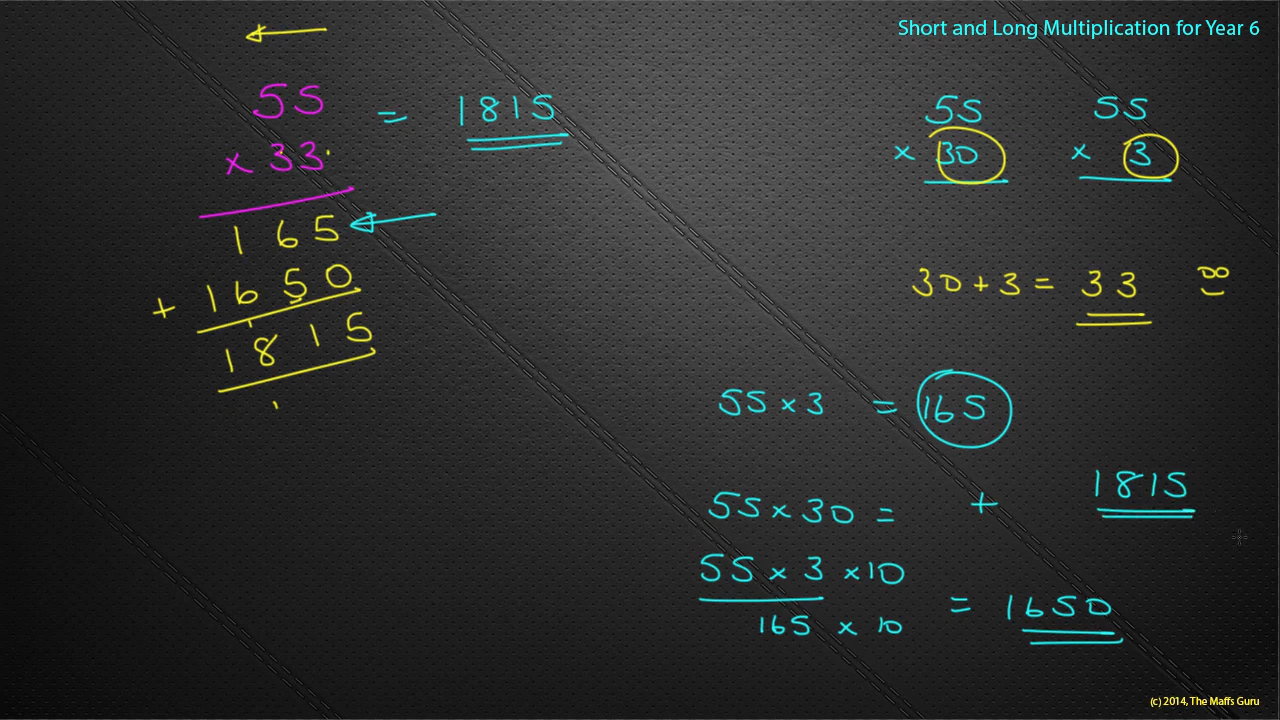 Short and Long Multiplication for Year 6
55
× 33
165
+ 1650
1815
= 1815
55
× 30
55
× 3
30 + 3 = 33
55 × 3 = 165
+
55 × 30 =
55 × 3 × 10
165 × 10
= 1650
1815
(c) 2014, The Maffs Guru